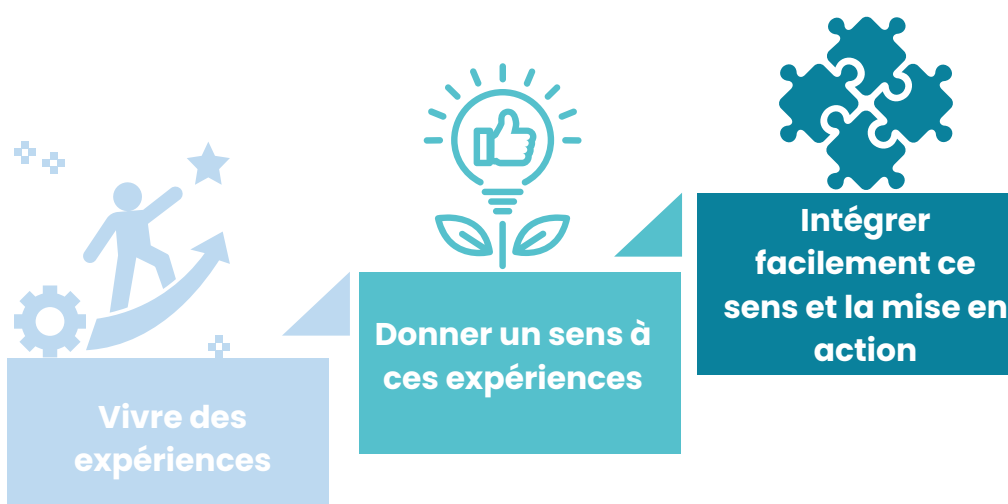 Vivre des
expériences
Donner un sens à
ces expériences
Intégrer
facilement ce
sens et la mise en
action